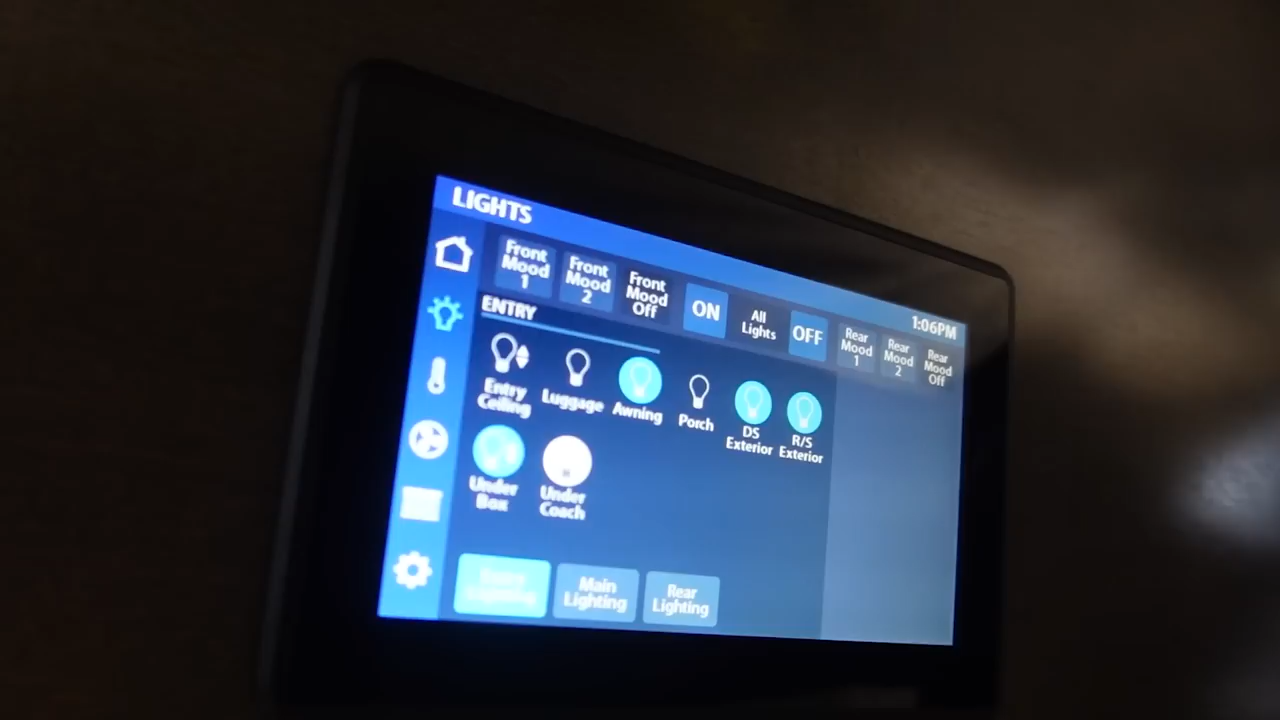 LIGHTS
1:06PM
Front
Mood
1
Front
Mood
2
Front
Mood
Off
ON
All
Lights
OFF
Rear
Mood
1
Rear
Mood
2
Rear
Mood
Off
ENTRY
Entry
Ceiling
Luggage
Awning
Porch
DS
Exterior
R/S
Exterior
Under
Box
Under
Coach
Lighting
Main
Lighting
Rear
Lighting